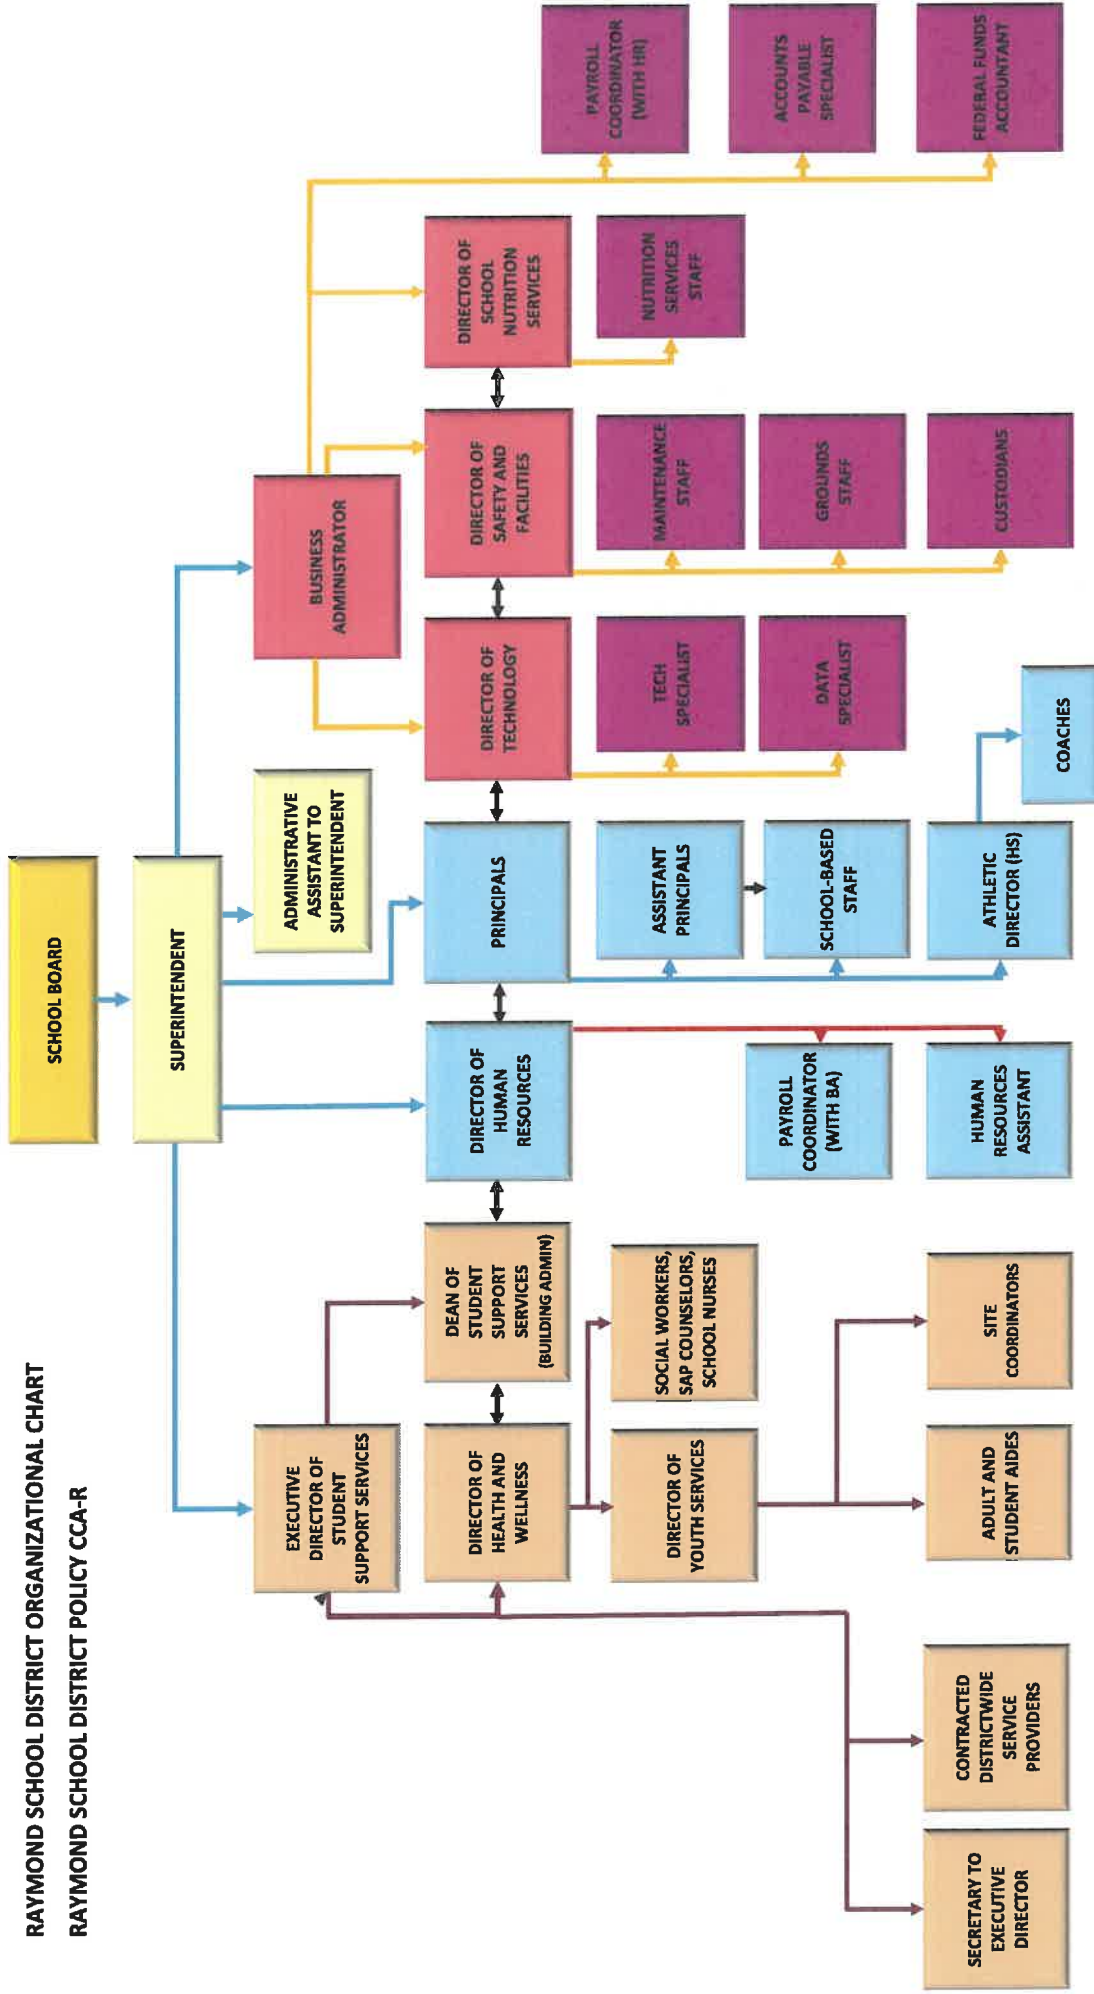 RAYMOND SCHOOL DISTRICT ORGANIZATIONAL CHART
RAYMOND SCHOOL DISTRICT POLICY CCA-R
SCHOOL BOARD
SUPERINTENDENT
EXECUTIVE
DIRECTOR OF
STUDENT
SUPPORT SERVICES
ADMINISTRATIVE
ASSISTANT TO
SUPERINTENDENT
BUSINESS
ADMINISTRATOR
DIRECTOR OF
HEALTH AND
WELLNESS
DEAN OF
STUDENT
SUPPORT
SERVICES
(BUILDING ADMIN)
DIRECTOR OF
HUMAN
RESOURCES
PRINCIPALS
DIRECTOR OF
TECHNOLOGY
DIRECTOR OF
SAFETY AND
FACILITIES
DIRECTOR OF
SCHOOL
NUTRITION
SERVICES
PAYROLL
COORDINATOR
(WITH HR)
DIRECTOR OF
YOUTH SERVICES
SOCIAL WORKERS,
SAP COUNSELORS,
SCHOOL NURSES
ASSISTANT
PRINCIPALS
TECH
SPECIALIST
MAINTENANCE
STAFF
NUTRITION
SERVICES
STAFF
PAYROLL
COORDINATOR
(WITH BA)
SCHOOL-BASED
STAFF
DATA
SPECIALIST
GROUNDS
STAFF
ACCOUNTS
PAYABLE
SPECIALIST
SECRETARY TO
EXECUTIVE
DIRECTOR
CONTRACTED
DISTRICTWIDE
SERVICE
PROVIDERS
ADULT AND
STUDENT AIDES
SITE
COORDINATORS
HUMAN
RESOURCES
ASSISTANT
ATHLETIC
DIRECTOR (HS)
CUSTODIANS
FEDERAL FUNDS
ACCOUNTANT
COACHES